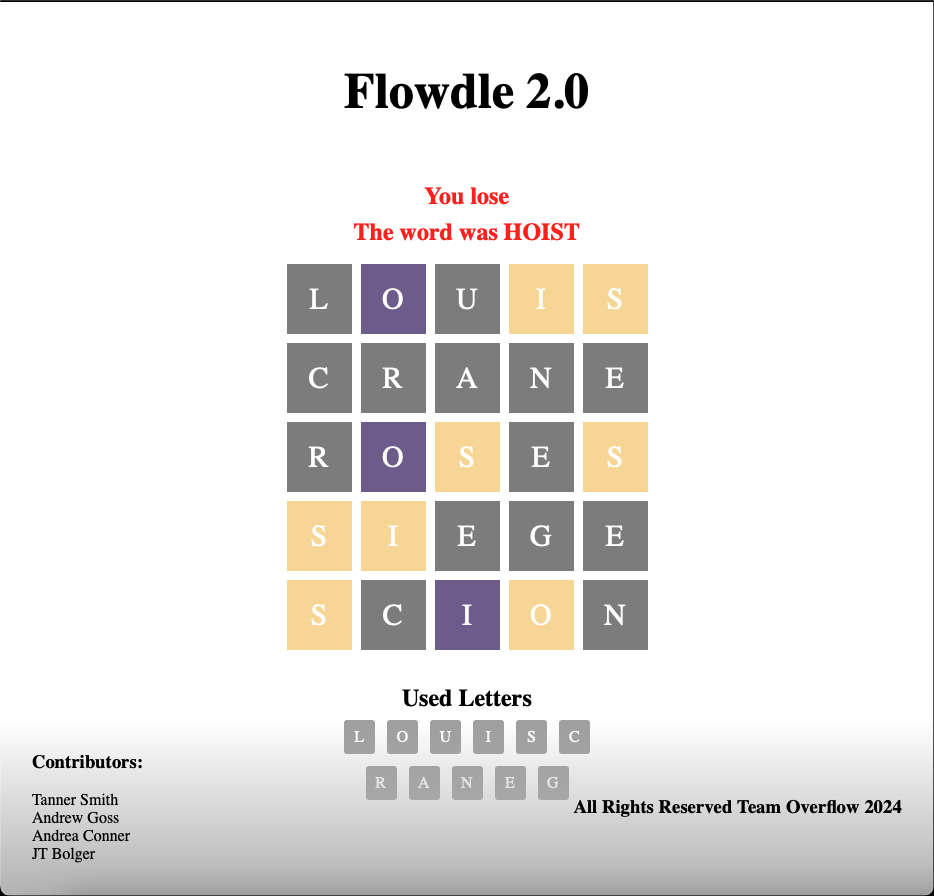 Flowdle 2.0
You lose
The word was HOIST
L O U I S
C R A N E
R O S E S
S I E G E
S C I O N
Used Letters
L O U I S C
R A N E G
Contributors:
Tanner Smith
Andrew Goss
Andrea Conner
JT Bolger
All Rights Reserved Team Overflow 2024